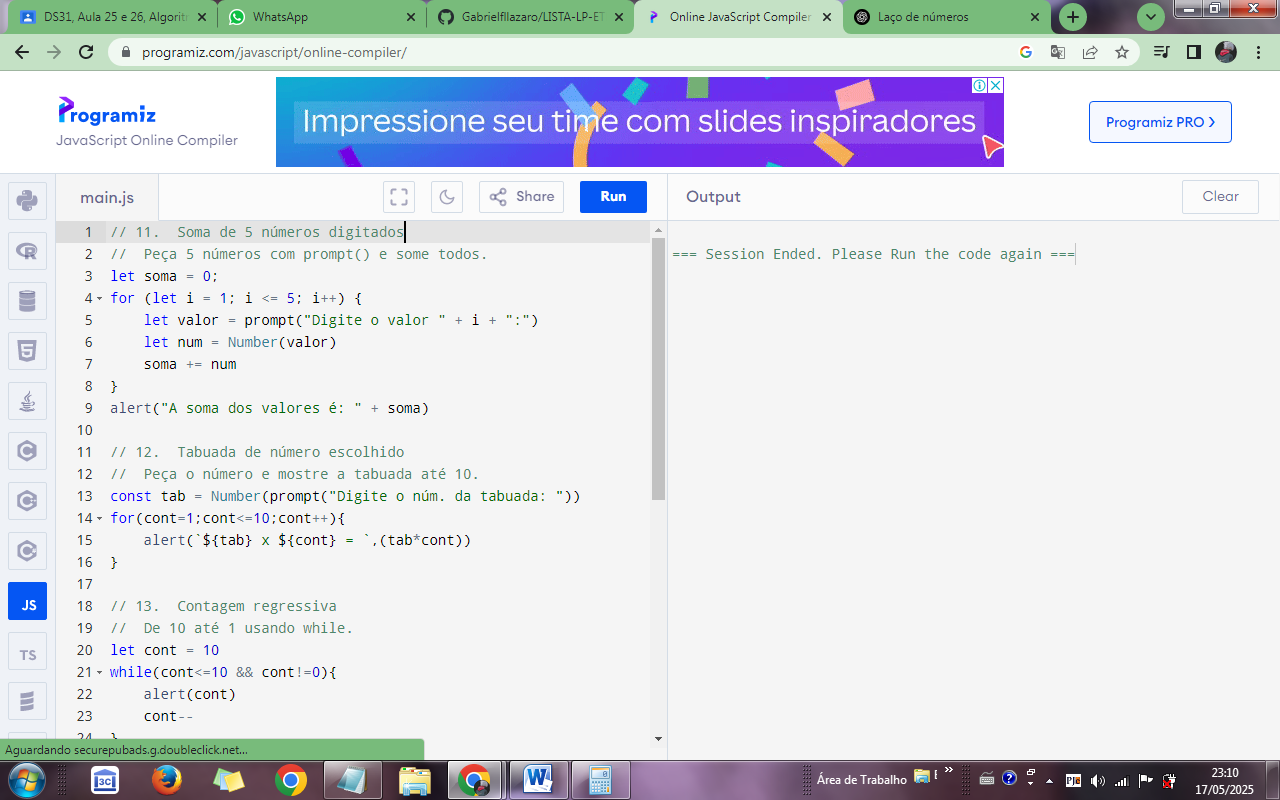 DS31, Aula 25 e 26, Algorit
WhatsApp
Gabrielfllazaro/LISTA-LP-ET
Online JavaScript Compiler
Laço de números
programiz.com/javascript/online-compiler/
Programiz
JavaScript Online Compiler
Impressione seu time com slides inspiradores
Programiz PRO
main.js
Share
Run
Output
Clear
1 // 11.  Soma de 5 números digitados
2 //  Peça 5 números com prompt() e some todos.
3 let soma = 0;
4 for (let i = 1; i <= 5; i++) {
5     let valor = prompt("Digite o valor " + i + ":")
6     let num = Number(valor)
7     soma += num
8 }
9 alert("A soma dos valores é: " + soma)
10
11 // 12.  Tabuada de número escolhido
12 //  Peça o número e mostre a tabuada até 10.
13 const tab = Number(prompt("Digite o núm. da tabuada: "))
14 for(cont=1;cont<=10;cont++){
15     alert(`${tab} x ${cont} = `,(tab*cont))
16 }
17
18 // 13.  Contagem regressiva
19 //  De 10 até 1 usando while.
20 let cont = 10
21 while(cont<=10 && cont!=0){
22     alert(cont)
23     cont--
24 }
=== Session Ended. Please Run the code again ===
JS
TS
Aguardando securepubads.g.doubleclick.net...
3C
Área de Trabalho
PJe
23:10
17/05/2025